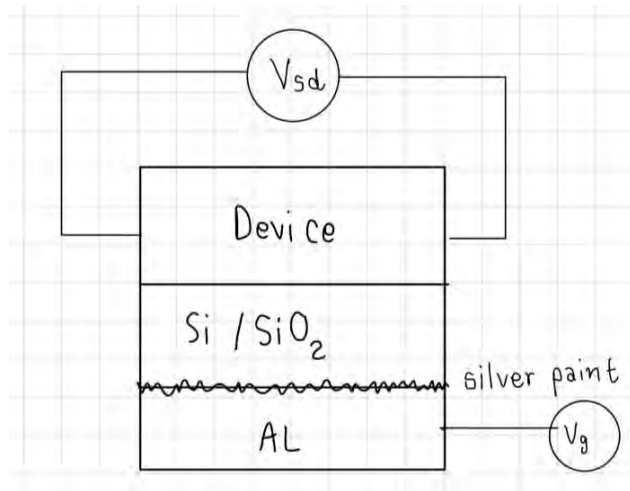 Vsd
Device
Si / SiO₂
silver paint
AL
Vg